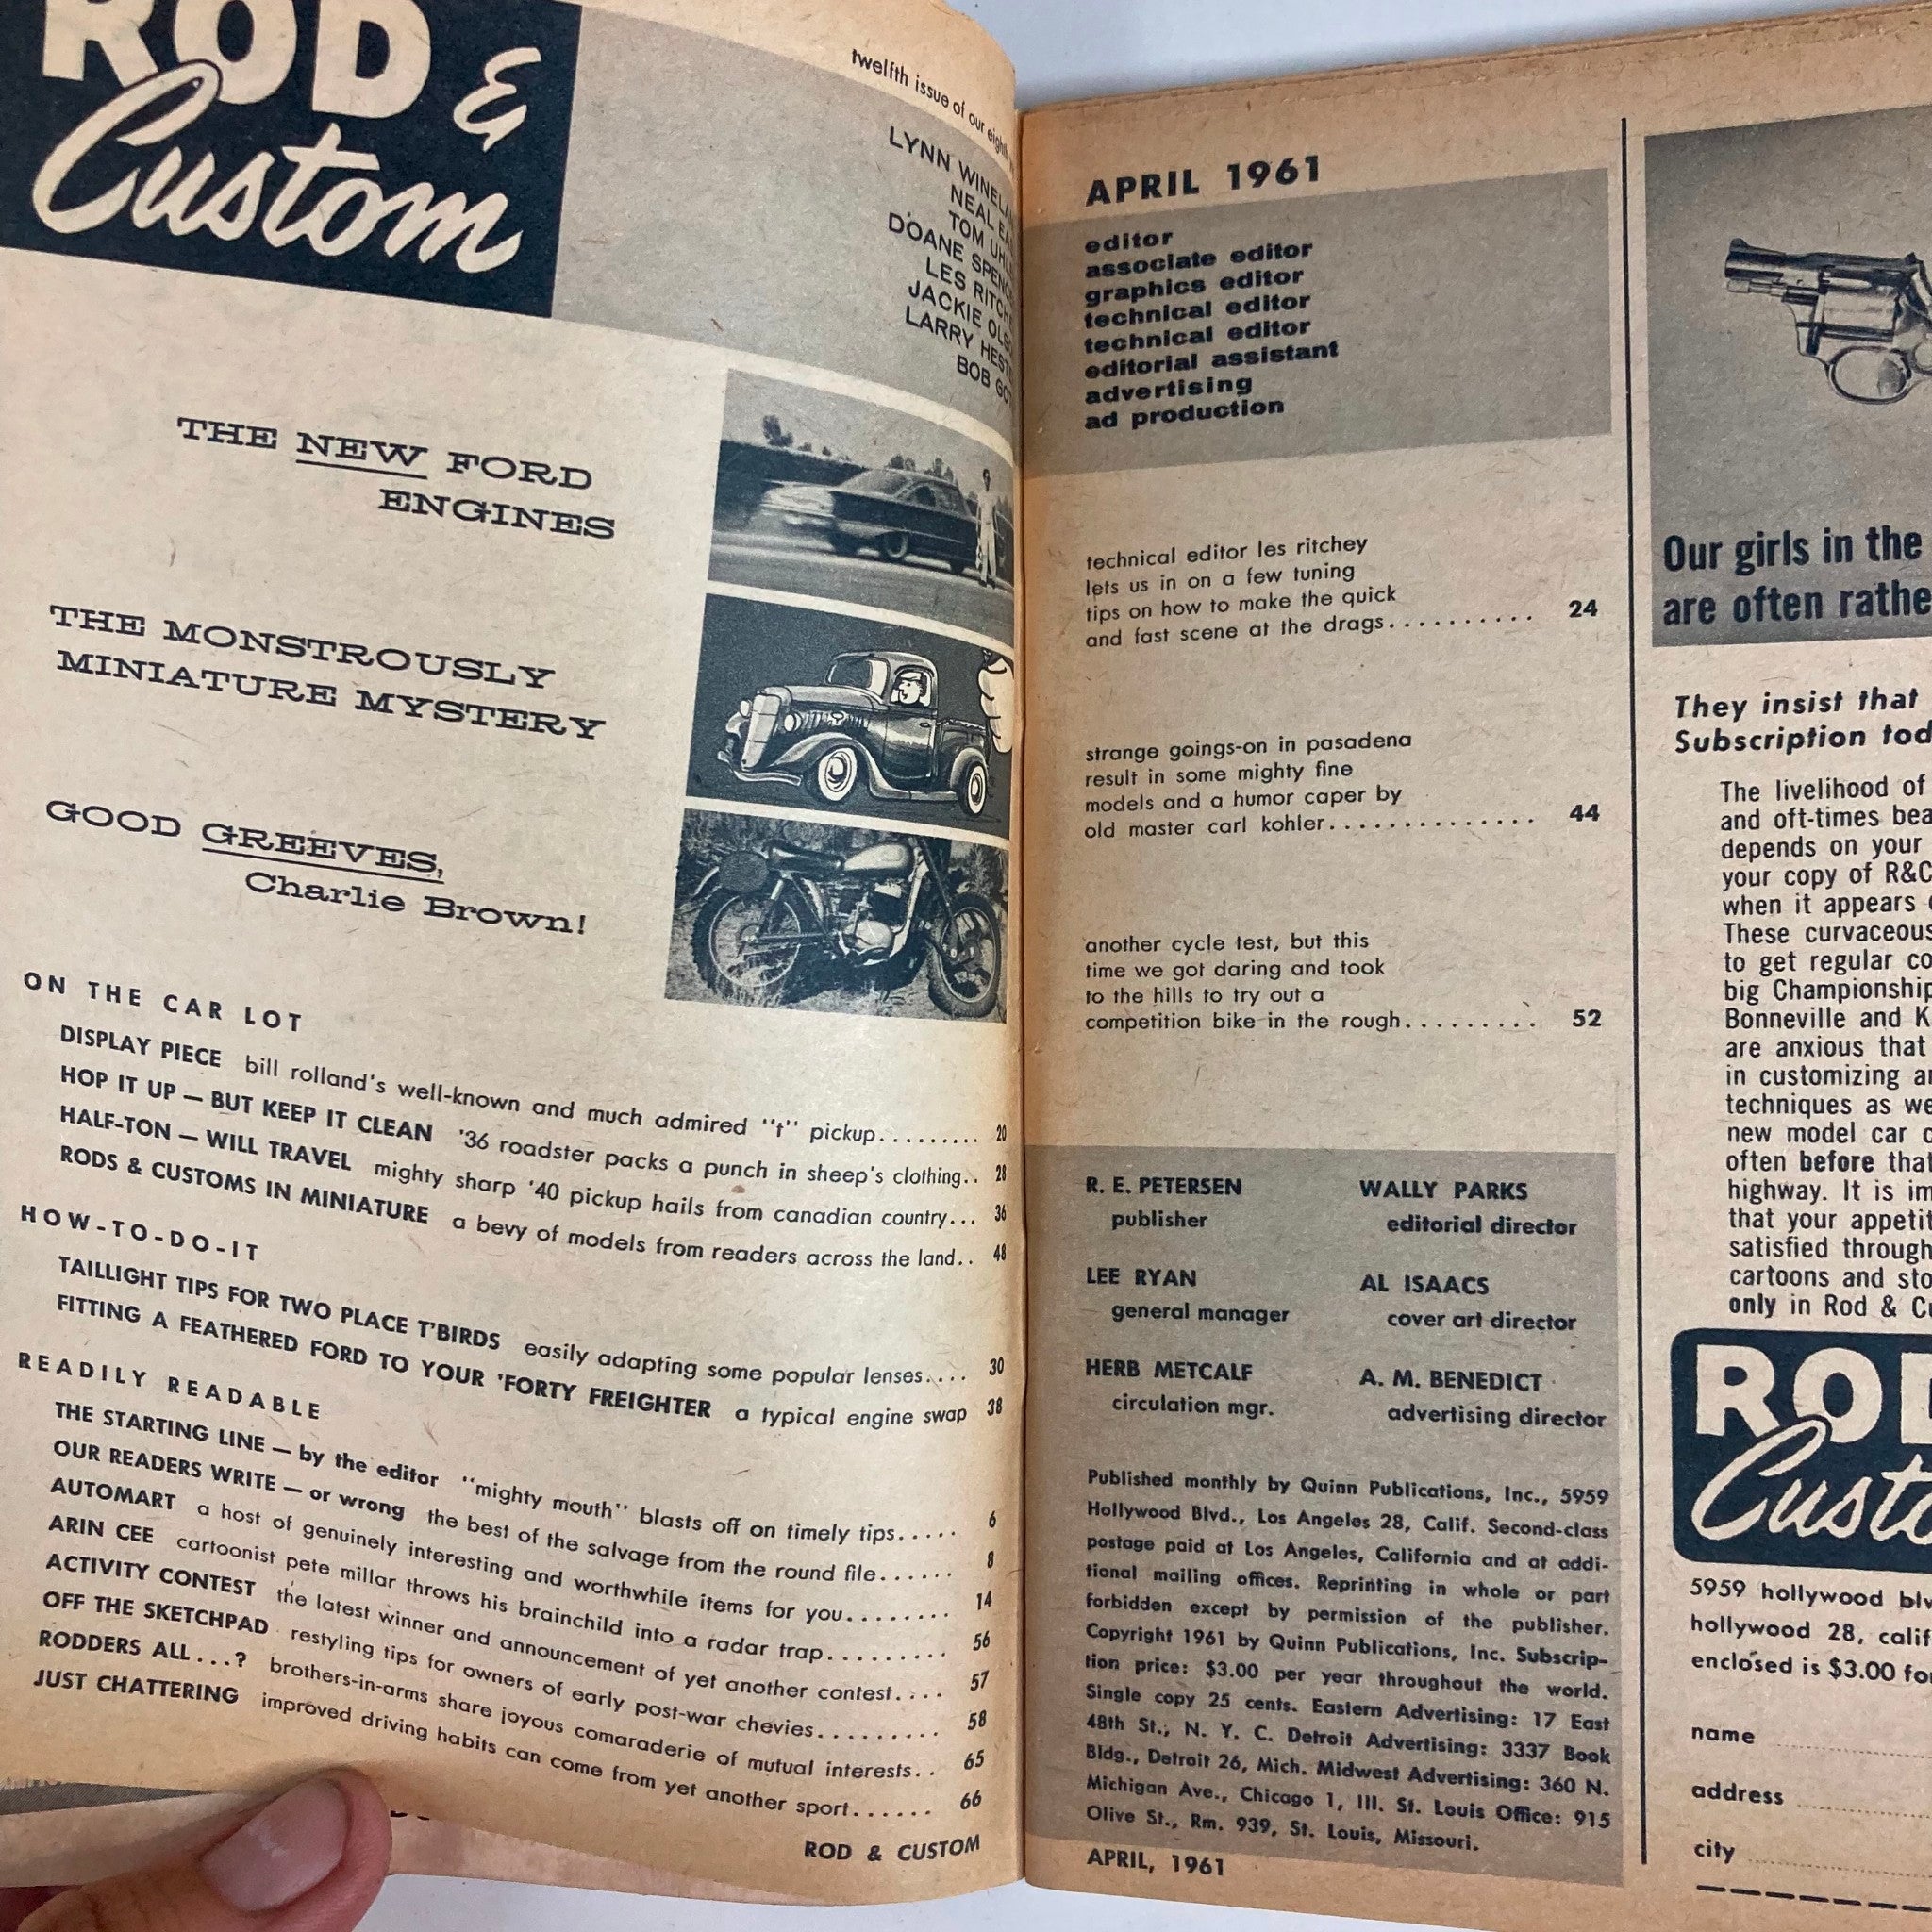 ROD &
Custom
twelfth issue of our
LYNN
NEAL
TOM
DOANE
LES
JACKIE
LARRY
BOB
THE NEW FORD
ENGINES
THE MONSTROUSLY
MINIATURE MYSTERY
GOOD GREEVES,
Charlie Brown!
ON THE CAR LOT
DISPLAY PIECE bill rolland's well-known and much admired "t" pickup......... 20
HOP IT UP — BUT KEEP IT CLEAN '36 roadster packs a punch in sheep's clothing.. 28
HALF-TON — WILL TRAVEL mighty sharp '40 pickup hails from canadian country... 36
RODS & CUSTOMS IN MINIATURE a bevy of models from readers across the land.. 48
HOW-TO-DO-IT
TAILLIGHT TIPS FOR TWO PLACE T'BIRDS easily adapting some popular lenses.... 30
FITTING A FEATHERED FORD TO YOUR 'FORTY FREIGHTER a typical engine swap 38
READILY READABLE
THE STARTING LINE — by the editor "mighty mouth" blasts off on timely tips..... 6
OUR READERS WRITE — or wrong the best of the salvage from the round file...... 8
AUTOMART a host of genuinely interesting and worthwhile items for you........ 14
ARIN CEE cartoonist pete millar throws his brainchild into a radar trap......... 56
ACTIVITY CONTEST the latest winner and announcement of yet another contest.... 57
OFF THE SKETCHPAD restyling tips for owners of early post-war chevies......... 58
RODDERS ALL...? brothers-in-arms share joyous comaraderie of mutual interests.. 65
JUST CHATTERING improved driving habits can come from yet another sport...... 66
ROD & CUSTOM
APRIL 1961
editor
associate editor
graphics editor
technical editor
technical editor
editorial assistant
advertising
ad production
technical editor les ritchey
lets us in on a few tuning
tips on how to make the quick
and fast scene at the drags.......... 24
strange goings-on in pasadena
result in some mighty fine
models and a humor caper by
old master carl kohler.............. 44
another cycle test, but this
time we got daring and took
to the hills to try out a
competition bike in the rough......... 52
R. E. PETERSEN
publisher
WALLY PARKS
editorial director
LEE RYAN
general manager
AL ISAACS
cover art director
HERB METCALF
circulation mgr.
A. M. BENEDICT
advertising director
Published monthly by Quinn Publications, Inc., 5959
Hollywood Blvd., Los Angeles 28, Calif. Second-class
postage paid at Los Angeles, California and at addi-
tional mailing offices. Reprinting in whole or part
forbidden except by permission of the publisher.
Copyright 1961 by Quinn Publications, Inc. Subscrip-
tion price: $3.00 per year throughout the world.
Single copy 25 cents. Eastern Advertising: 17 East
48th St., N. Y. C. Detroit Advertising: 3337 Book
Bldg., Detroit 26, Mich. Midwest Advertising: 360 N.
Michigan Ave., Chicago 1, Ill. St. Louis Office: 915
Olive St., Rm. 939, St. Louis, Missouri.
APRIL, 1961
Our girls in the
are often
They insist that
Subscription
The livelihood of
and oft-times
depends on your
your copy of R&C
when it appears
These curvaceous
to get regular
big
Bonneville and
are anxious that
in customizing
techniques as
new model car
often before that
highway. It is
that your
satisfied
cartoons and
only in Rod &
5959 hollywood
hollywood 28,
enclosed is $3.00
name
address
city